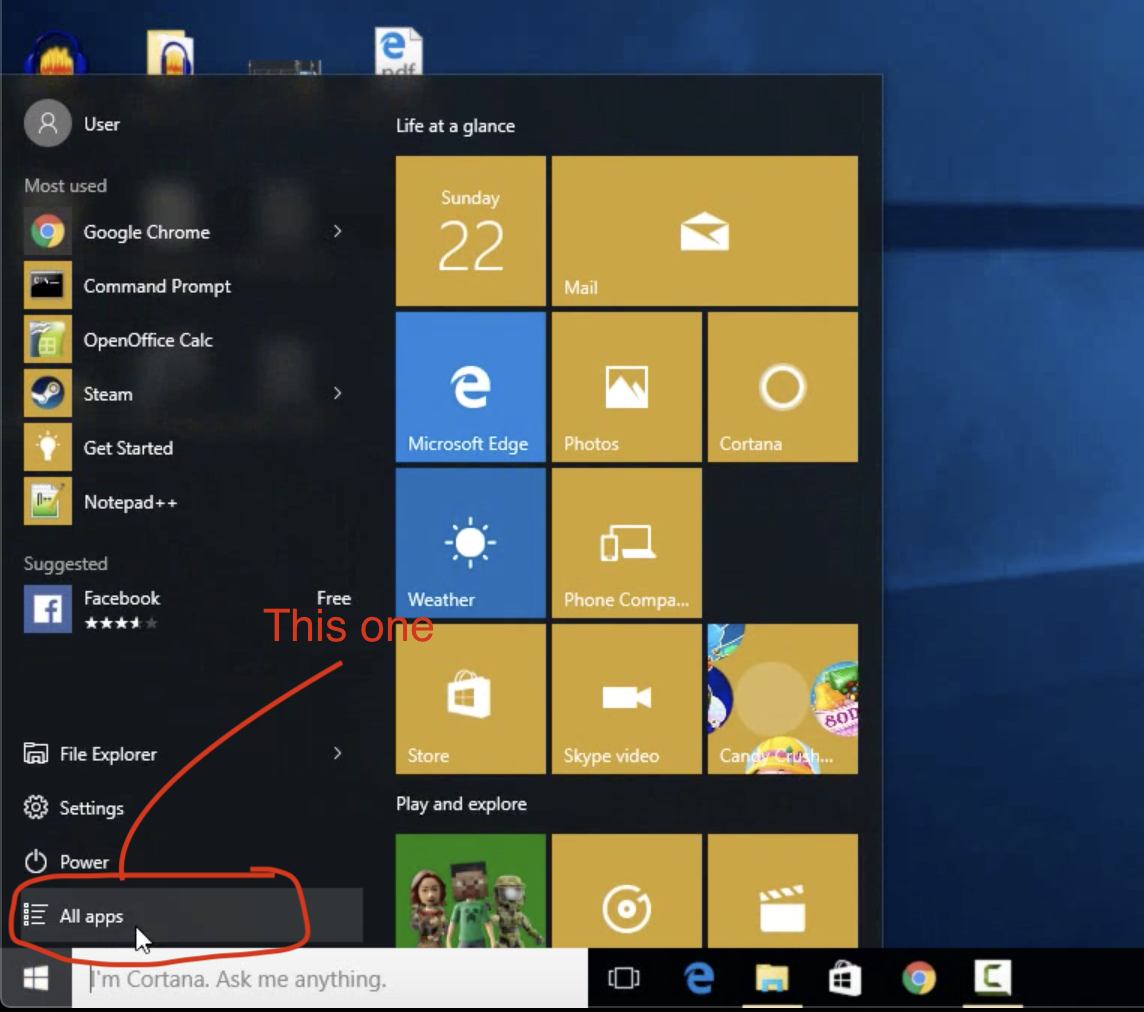 pdf
User
Life at a glance
Most used
Sunday
22
Google Chrome
Mail
Command Prompt
OpenOffice Calc
Steam
Microsoft Edge
Photos
Cortana
Get Started
Notepad++
Suggested
Facebook
Free
Weather
Phone Compa...
This one
SODA
Store
Skype video
Candy Crush...
File Explorer
Settings
Play and explore
Power
All apps
I'm Cortana. Ask me anything.